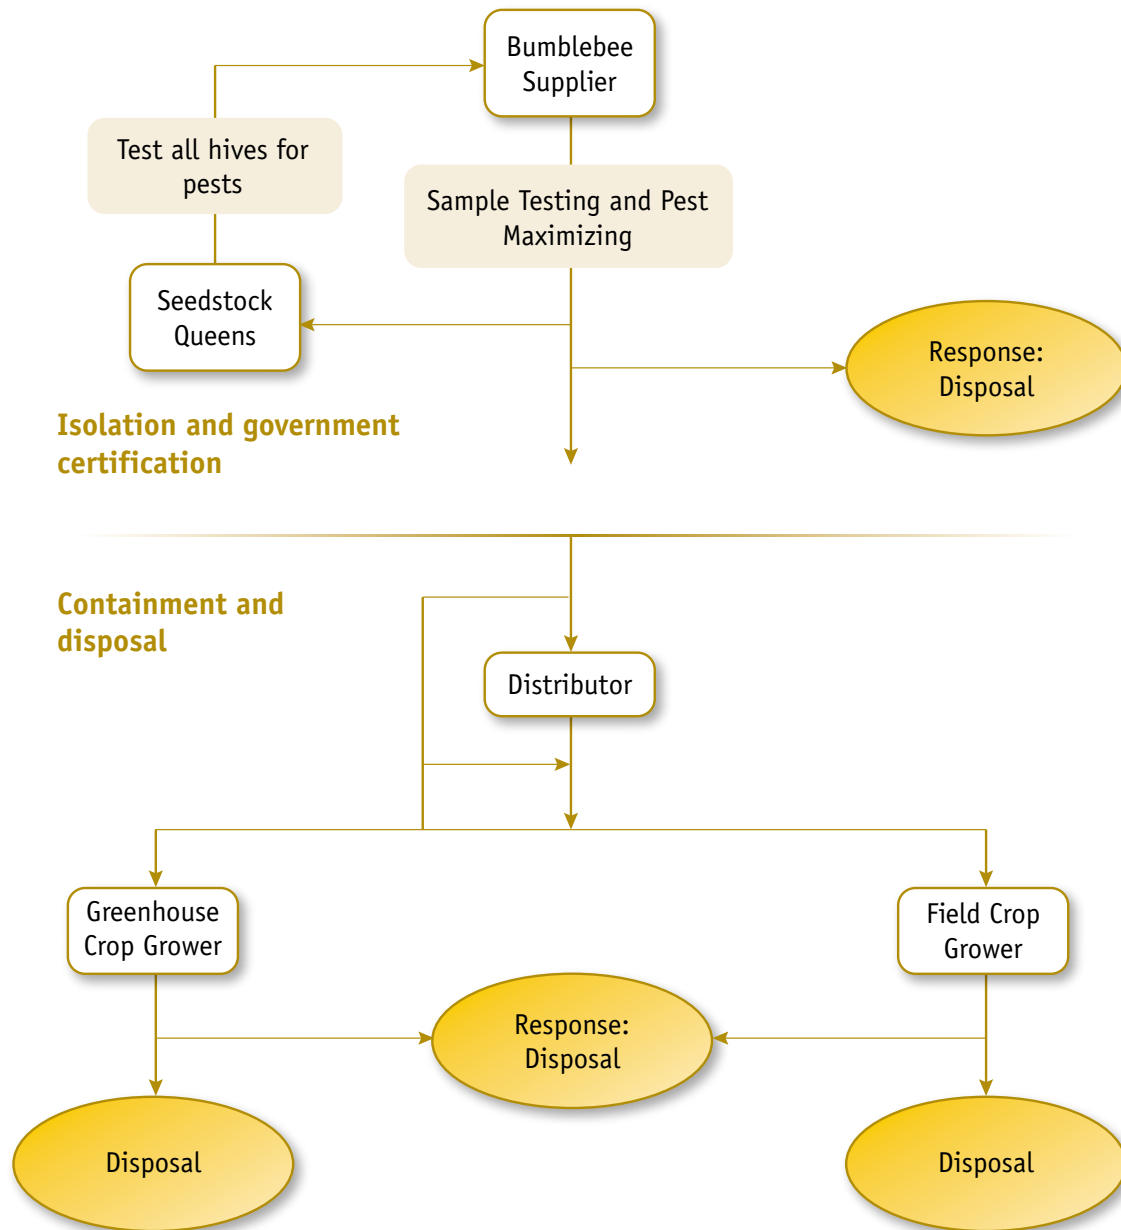 Bumblebee
Supplier
Test all hives for
pests
Sample Testing and Pest
Maximizing
Seedstock
Queens
Response:
Disposal
Isolation and government
certification
Containment and
disposal
Distributor
Greenhouse
Crop Grower
Field Crop
Grower
Response:
Disposal
Disposal
Disposal